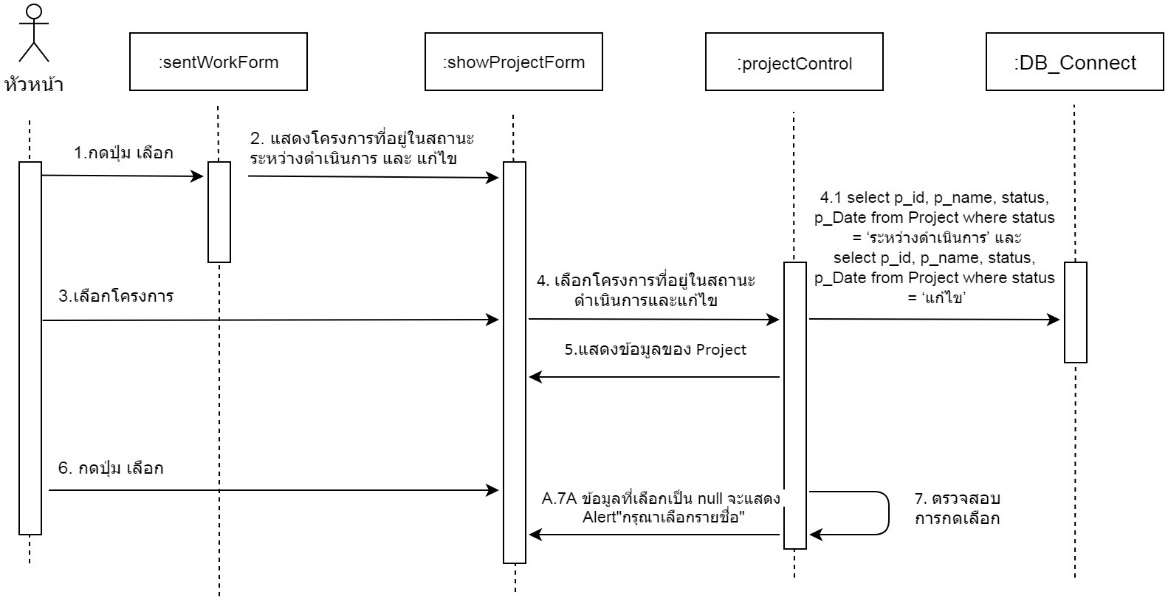 หัวหน้า
:sentWorkForm
:showProjectForm
:projectControl
:DB_Connect
1.กดปุ่ม เลือก
2. แสดงโครงการที่อยู่ในสถานะ
ระหว่างดำเนินการ และ แก้ไข
3.เลือกโครงการ
4. เลือกโครงการที่อยู่ในสถานะ
ดำเนินการและแก้ไข
4.1 select p_id, p_name, status,
p_Date from Project where status
= ‘ระหว่างดำเนินการ’ และ
select p_id, p_name, status,
p_Date from Project where status
= ‘แก้ไข’
5.แสดงข้อมูลของ Project
6. กดปุ่ม เลือก
A.7A ข้อมูลที่เลือกเป็น null จะแสดง
Alert"กรุณาเลือกรายชื่อ"
7. ตรวจสอบ
การกดเลือก